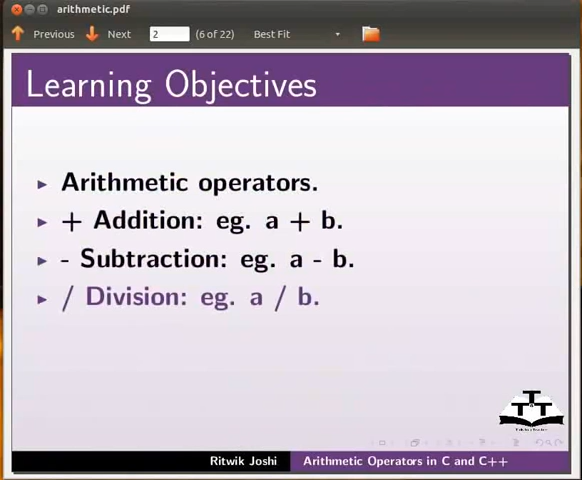 arithmetic.pdf
Previous Next 2 (6 of 22) Best Fit
Learning Objectives
Arithmetic operators.
+ Addition: eg. a + b.
- Subtraction: eg. a - b.
/ Division: eg. a / b.
Ritwik Joshi Arithmetic Operators in C and C++